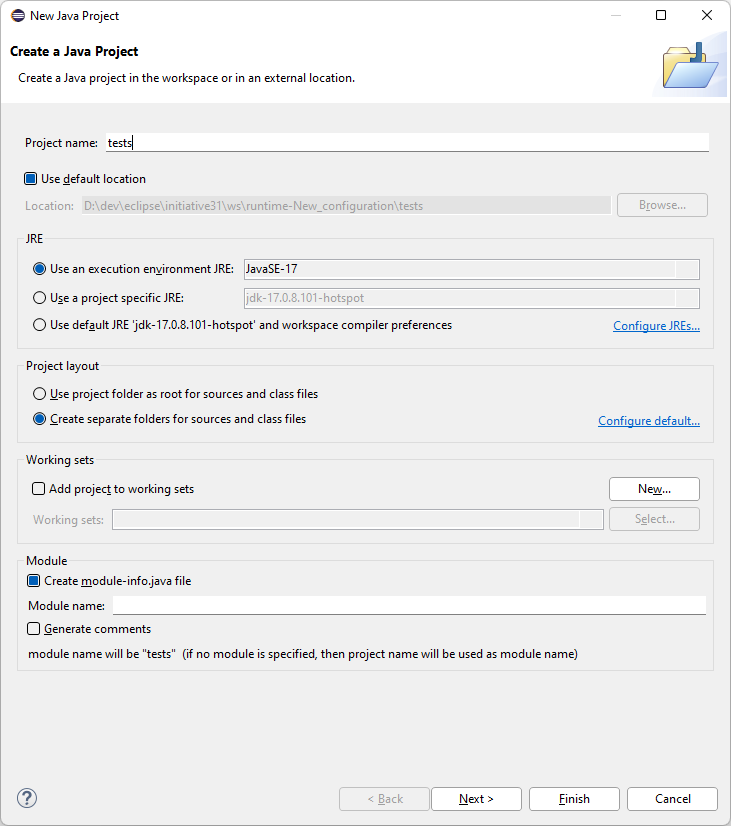 New Java Project
Create a Java Project
Create a Java project in the workspace or in an external location.
Project name: tests
Use default location
Location: D:\dev\eclipse\initiative31\ws\runtime-New_configuration\tests Browse...
JRE
Use an execution environment JRE: JavaSE-17
Use a project specific JRE: jdk-17.0.8.101-hotspot
Use default JRE 'jdk-17.0.8.101-hotspot' and workspace compiler preferences Configure JREs...
Project layout
Use project folder as root for sources and class files
Create separate folders for sources and class files Configure default...
Working sets
Add project to working sets New...
Working sets: Select...
Module
Create module-info.java file
Module name:
Generate comments
module name will be "tests" (if no module is specified, then project name will be used as module name)
? < Back Next > Finish Cancel